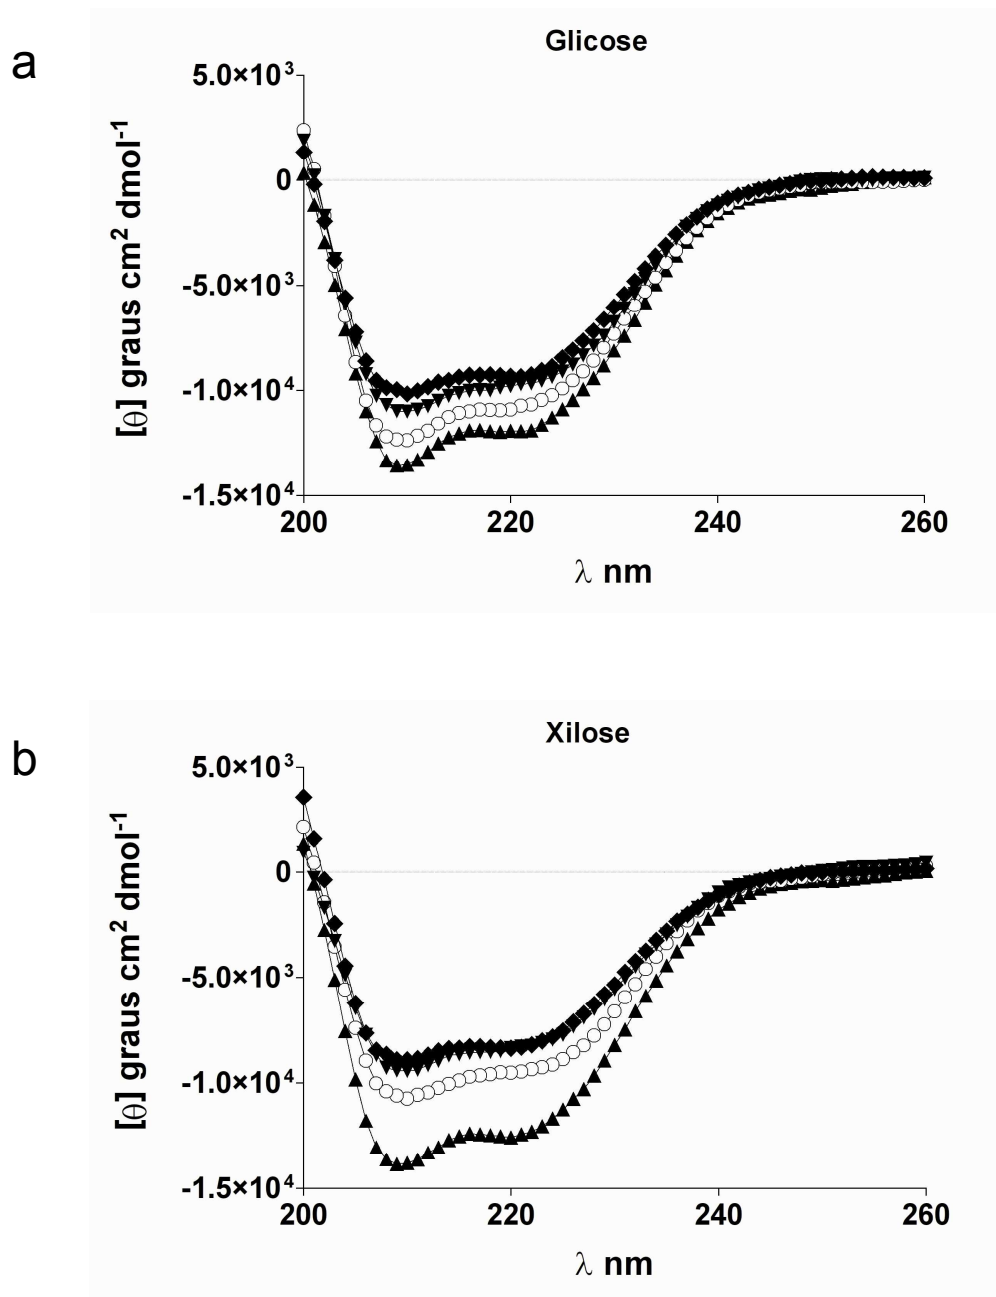 a
Glicose
5.0×10³
0
-5.0×10³
-1.0×10⁴
-1.5×10⁴
[θ] graus cm² dmol⁻¹
200 220 240 260
λ nm
b
Xilose
5.0×10³
0
-5.0×10³
-1.0×10⁴
-1.5×10⁴
[θ] graus cm² dmol⁻¹
200 220 240 260
λ nm